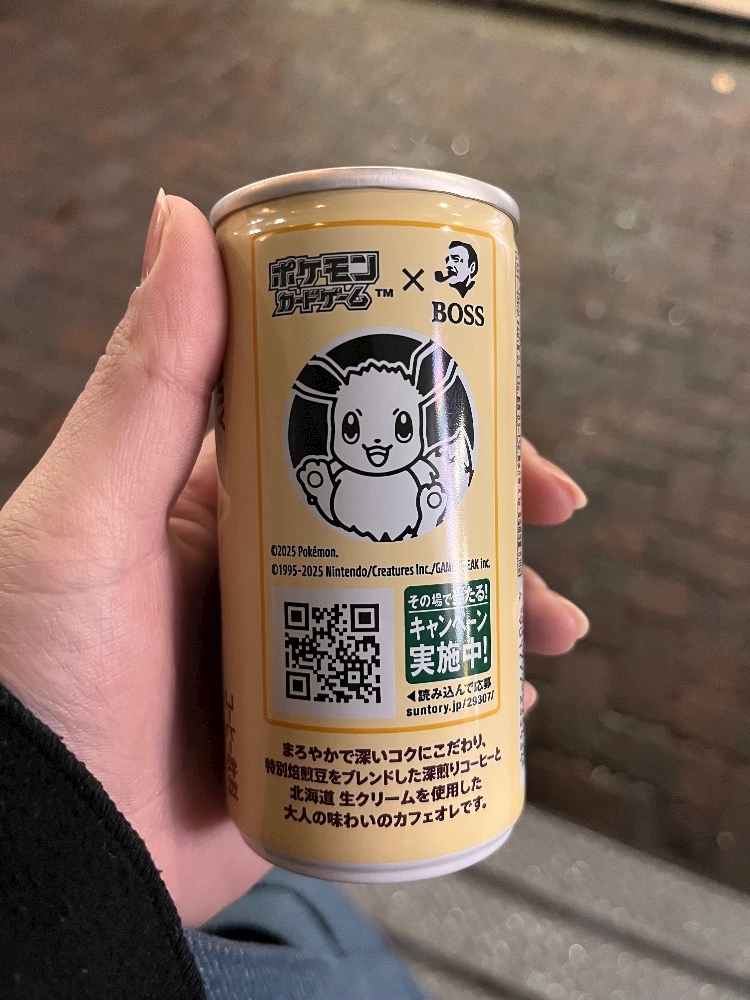 ポケモン
カードゲーム™ × BOSS
©2025 Pokémon.
©1995-2025 Nintendo/Creatures Inc./GAME FREAK inc.
その場で当たる!
キャンペーン
実施中!
◀読み込んで応募
suntory.jp/29307/
まろやかで深いコクにこだわり、
特別焙煎豆をブレンドした深煎りコーヒーと
北海道 生クリームを使用した
大人の味わいのカフェオレです。